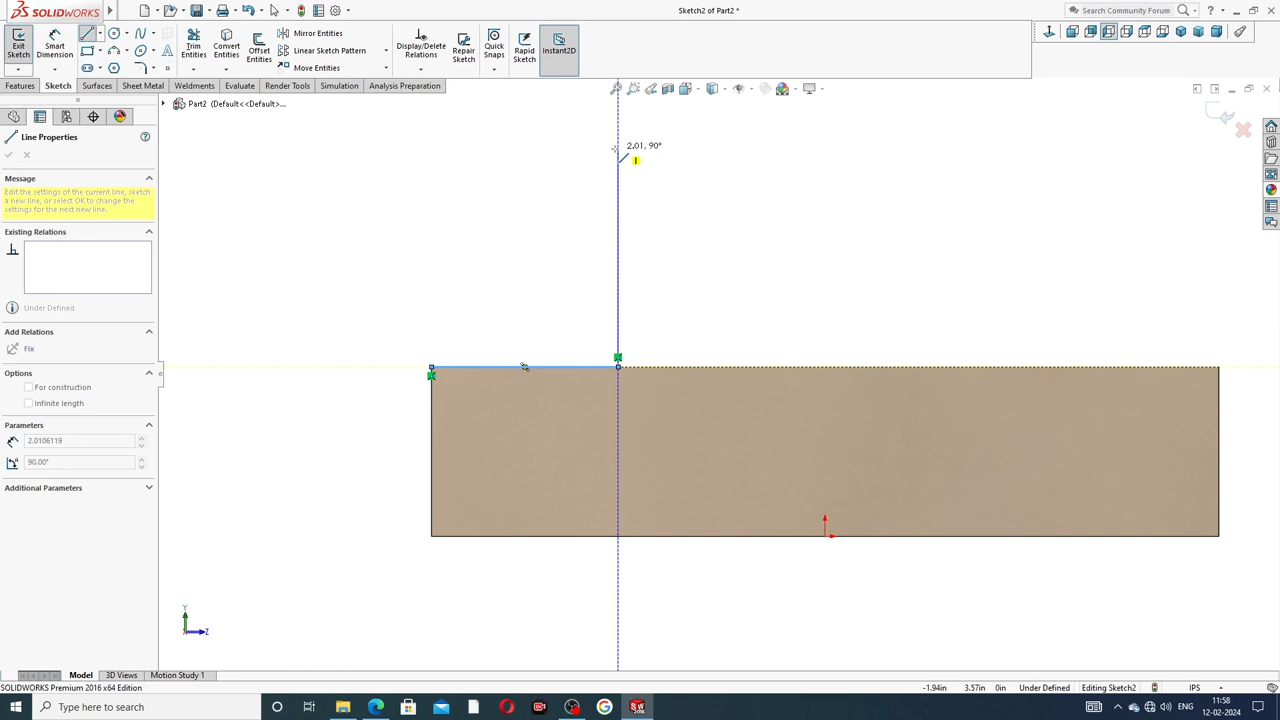 SOLIDWORKS
Sketch2 of Part2 *
Search Community Forum
?
Exit Sketch
Smart Dimension
Trim Entities
Convert Entities
Offset Entities
Mirror Entities
Linear Sketch Pattern
Move Entities
Display/Delete Relations
Repair Sketch
Quick Snaps
Rapid Sketch
Instant2D
Features
Sketch
Surfaces
Sheet Metal
Weldments
Evaluate
Render Tools
Simulation
Analysis Preparation
Part2 (Default<<Default>...
Line Properties
Message
Edit the settings of the current line, sketch
a new line, or select OK to change the
settings for the next new line.
Existing Relations
Under Defined
Add Relations
Fix
Options
For construction
Infinite length
Parameters
2.0106119
90.00°
Additional Parameters
2.01, 90°
Y
Z
Model
3D Views
Motion Study 1
SOLIDWORKS Premium 2016 x64 Edition
-1.94in
3.57in
0in
Under Defined
Editing Sketch2
IPS
Type here to search
ENG
11:58
12-02-2024